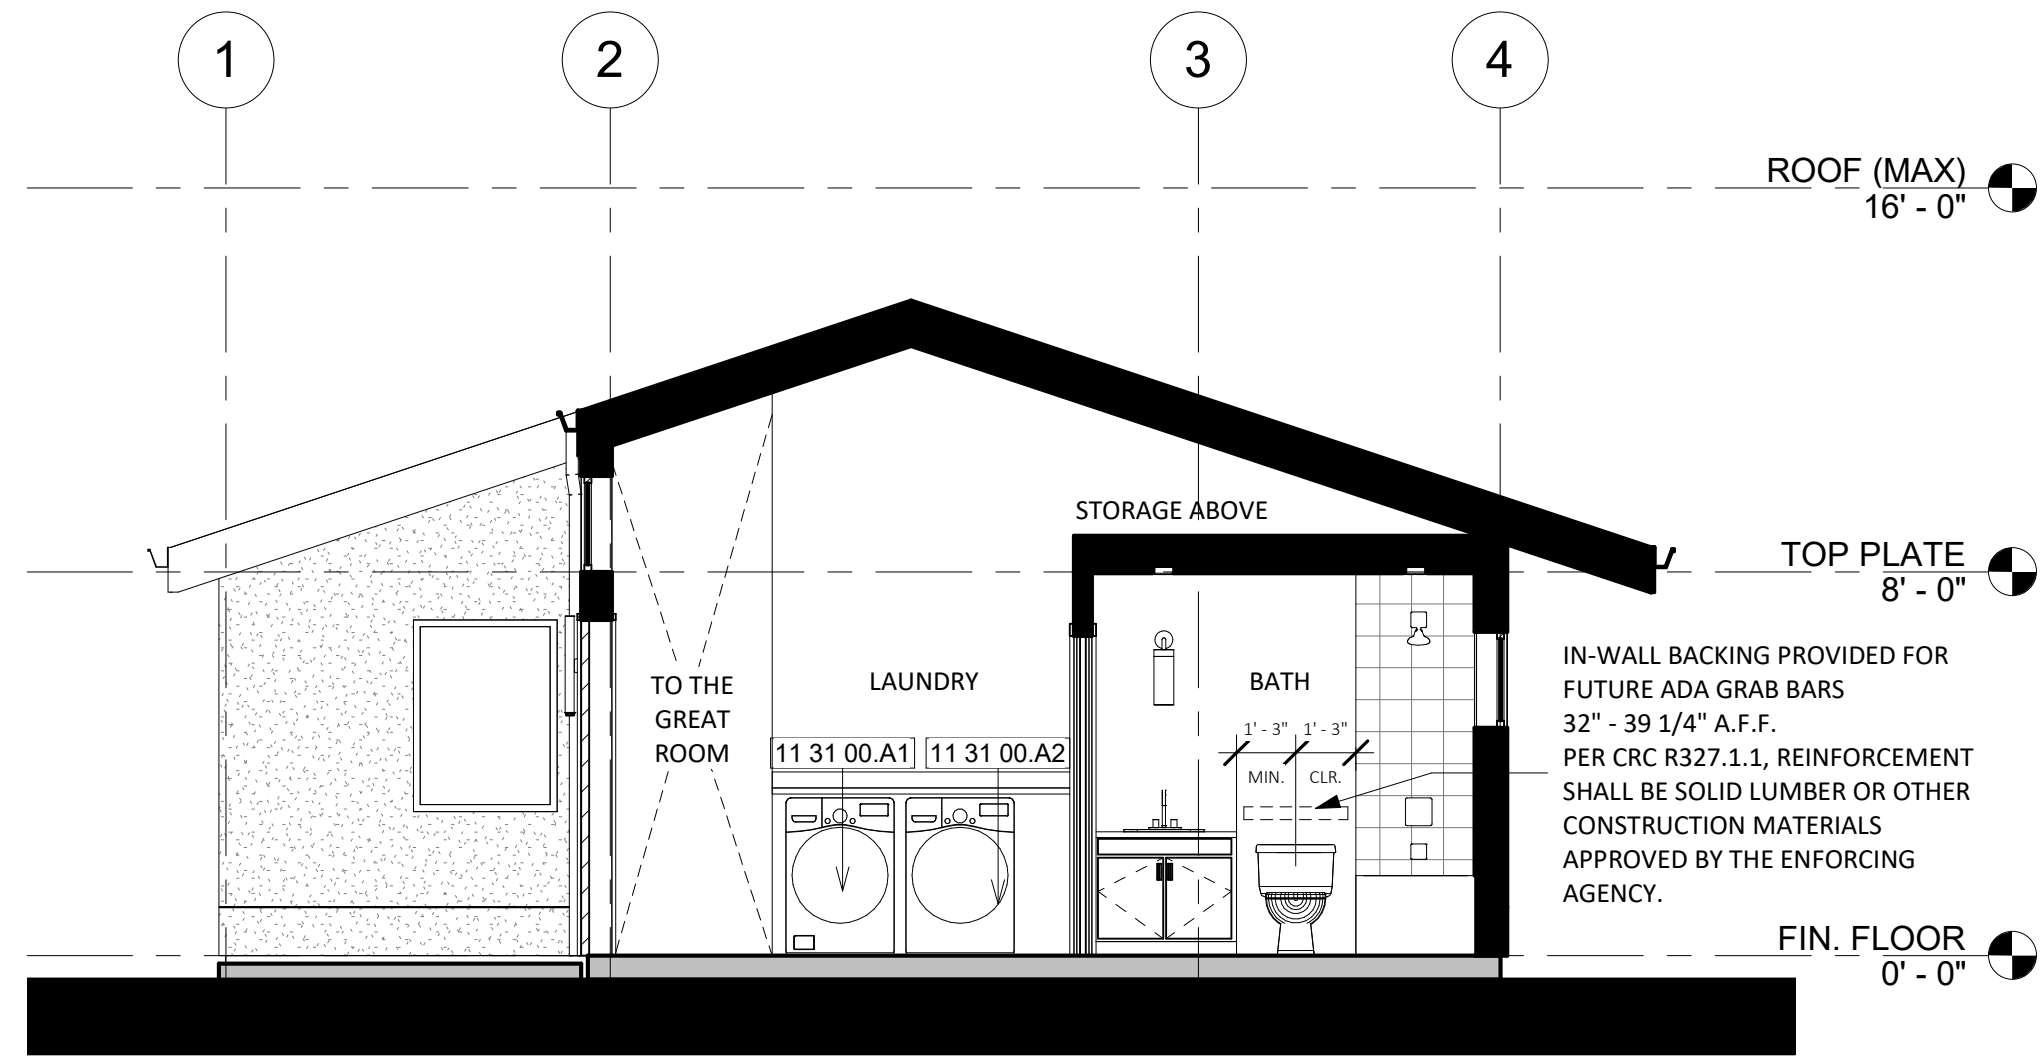 1
2
3
4
ROOF (MAX)
16' - 0"
STORAGE ABOVE
TOP PLATE
8' - 0"
TO THE
GREAT
ROOM
LAUNDRY
BATH
11 31 00.A1
11 31 00.A2
1' - 3"
1' - 3"
MIN.
CLR.
IN-WALL BACKING PROVIDED FOR
FUTURE ADA GRAB BARS
32" - 39 1/4" A.F.F.
PER CRC R327.1.1, REINFORCEMENT
SHALL BE SOLID LUMBER OR OTHER
CONSTRUCTION MATERIALS
APPROVED BY THE ENFORCING
AGENCY.
FIN. FLOOR
0' - 0"